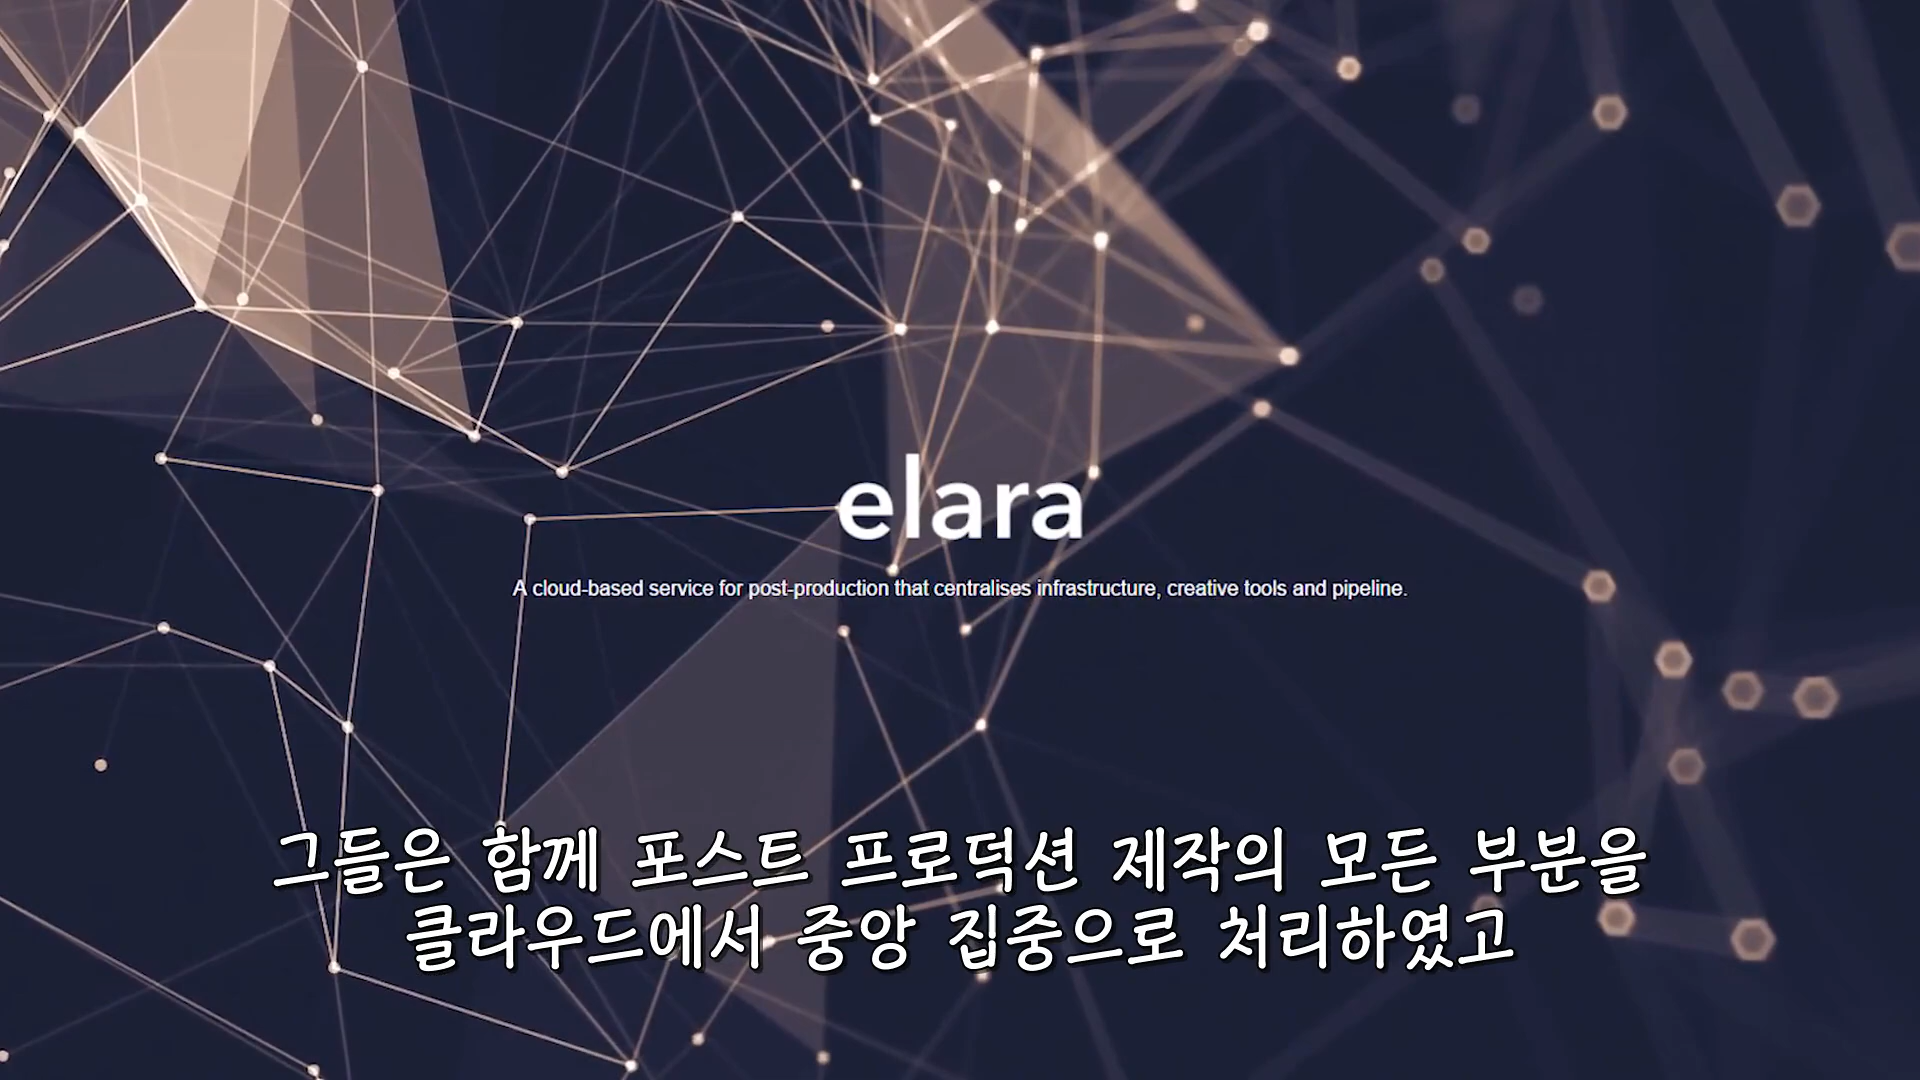 elara
A cloud-based service for post-production that centralises infrastructure, creative tools and pipeline.
그들은 함께 포스트 프로덕션 제작의 모든 부분을
클라우드에서 중앙 집중으로 처리하였고